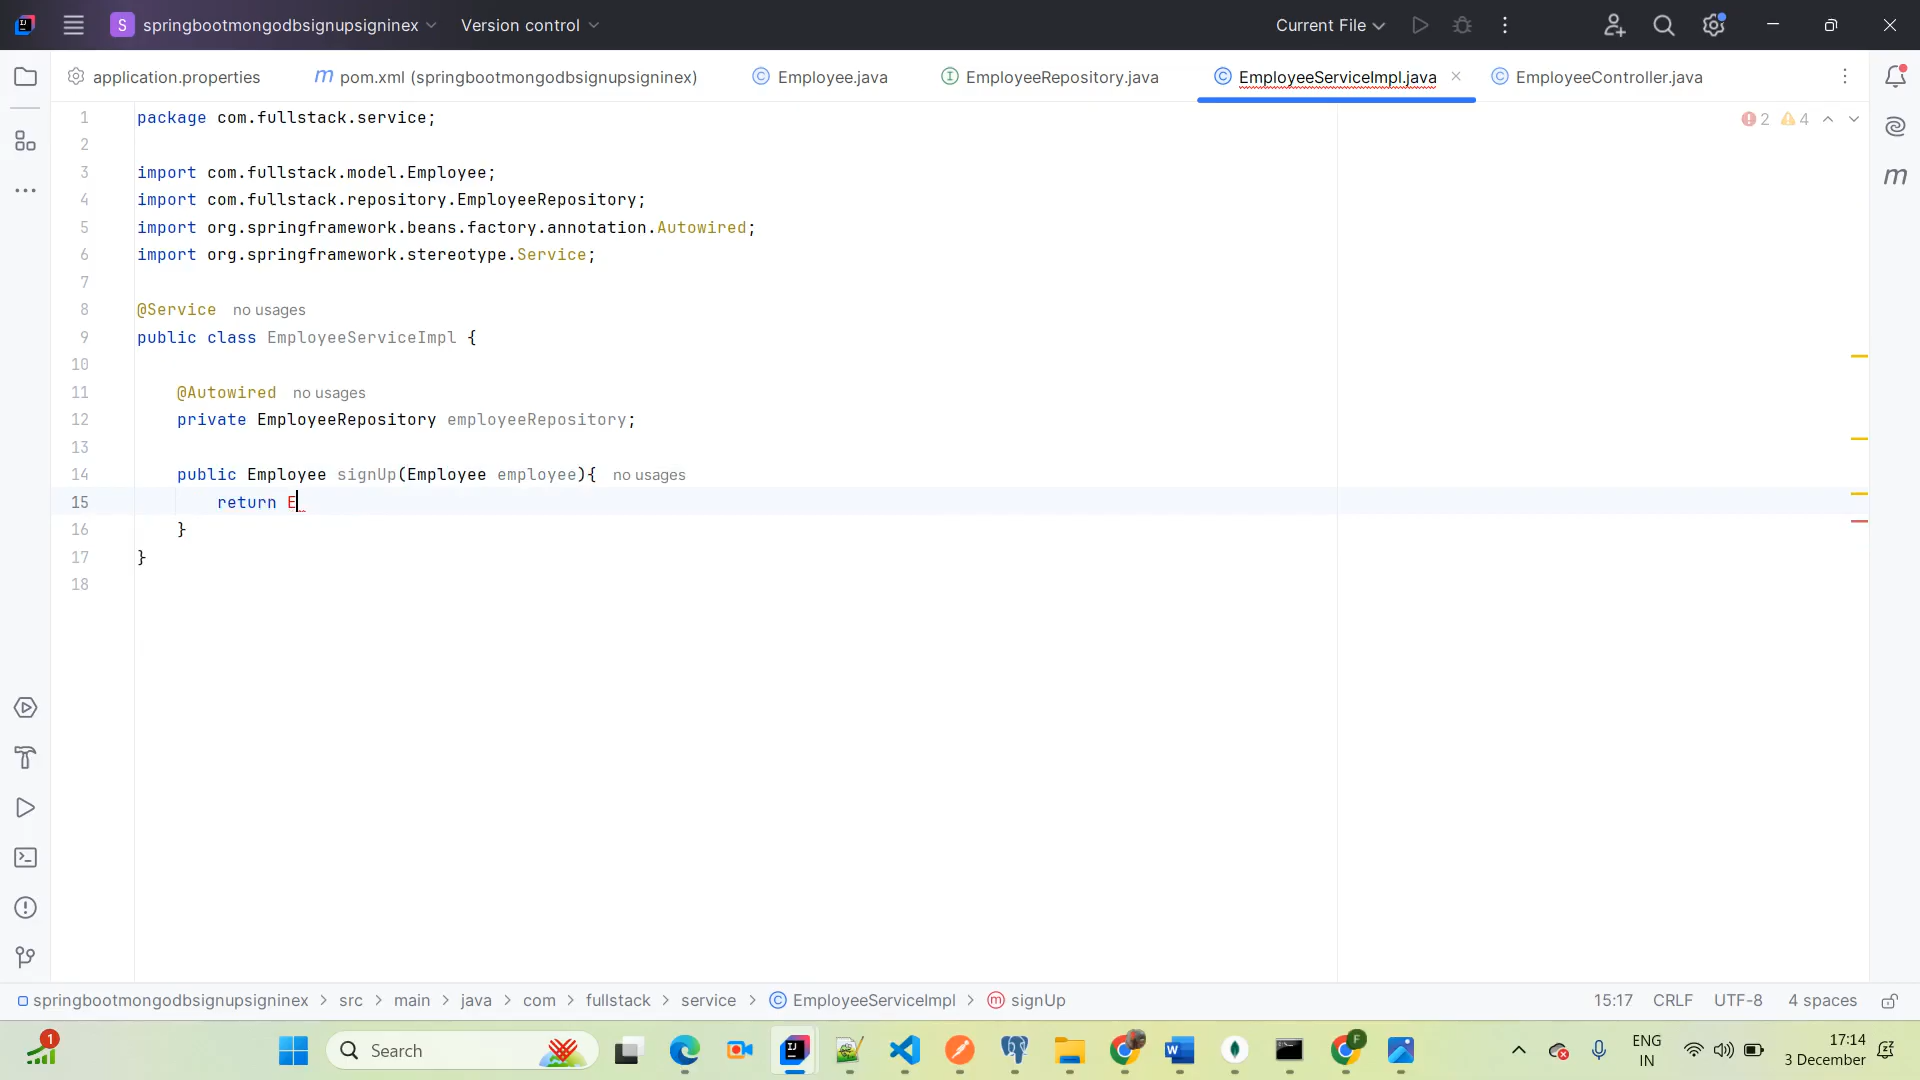 S springbootmongodbsignupsigninex Version control Current File
application.properties m pom.xml (springbootmongodbsignupsigninex) C Employee.java I EmployeeRepository.java C EmployeeServiceImpl.java C EmployeeController.java
1 package com.fullstack.service; 2 4
2
3 import com.fullstack.model.Employee;
4 import com.fullstack.repository.EmployeeRepository;
5 import org.springframework.beans.factory.annotation.Autowired;
6 import org.springframework.stereotype.Service;
7
8 @Service no usages
9 public class EmployeeServiceImpl {
10
11 @Autowired no usages
12 private EmployeeRepository employeeRepository;
13
14 public Employee signUp(Employee employee){ no usages
15 return E
16 }
17 }
18
springbootmongodbsignupsigninex > src > main > java > com > fullstack > service > C EmployeeServiceImpl > m signUp 15:17 CRLF UTF-8 4 spaces
1 Search ENG 17:14
IN 3 December